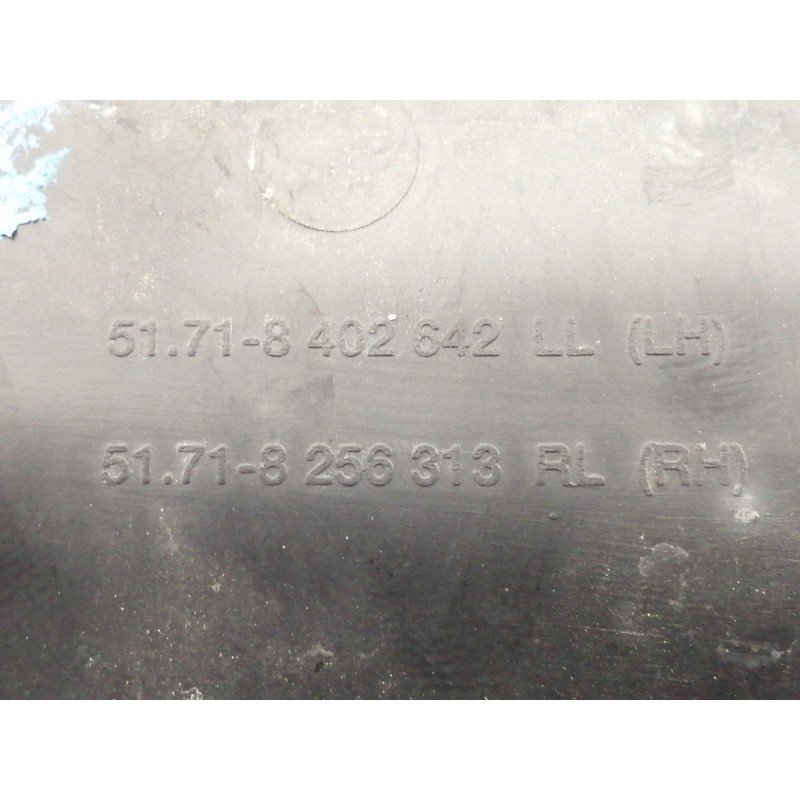 51.71-8 402 642 LL (LH)
51.71-8 256 313 RL (RH)